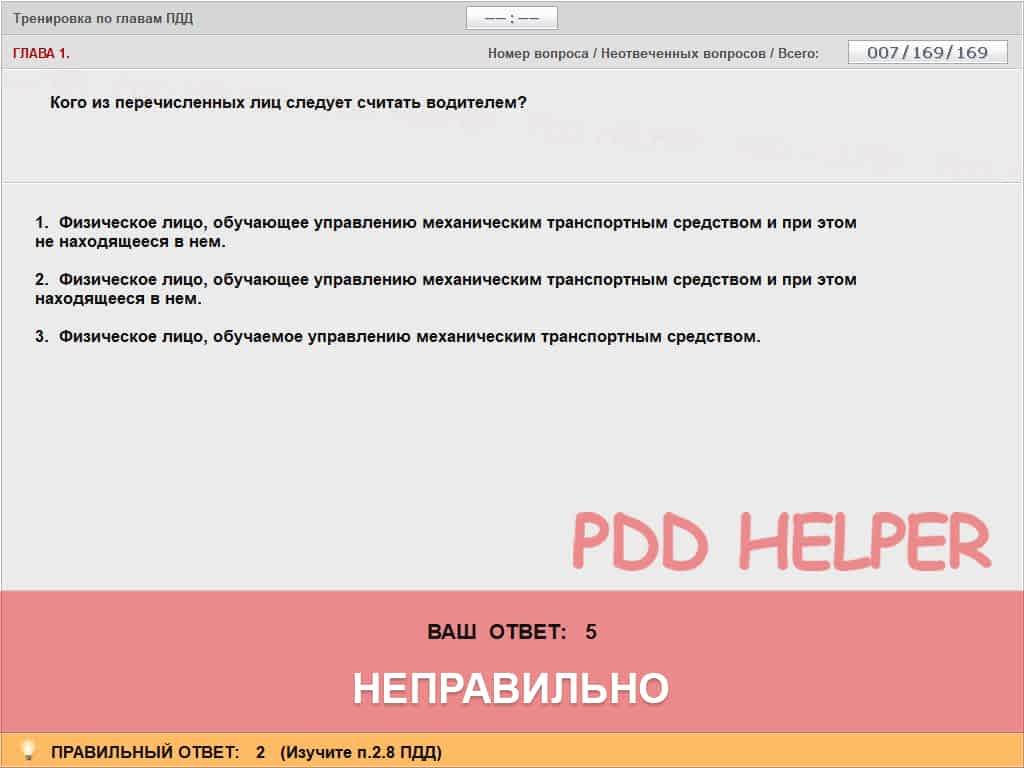 Тренировка по главам ПДД
–– : ––
ГЛАВА 1.
Номер вопроса / Неотвеченных вопросов / Всего:
007/169/169
Кого из перечисленных лиц следует считать водителем?
1. Физическое лицо, обучающее управлению механическим транспортным средством и при этом
не находящееся в нем.
2. Физическое лицо, обучающее управлению механическим транспортным средством и при этом
находящееся в нем.
3. Физическое лицо, обучаемое управлению механическим транспортным средством.
PDD HELPER
ВАШ ОТВЕТ: 5
НЕПРАВИЛЬНО
ПРАВИЛЬНЫЙ ОТВЕТ: 2 (Изучите п.2.8 ПДД)